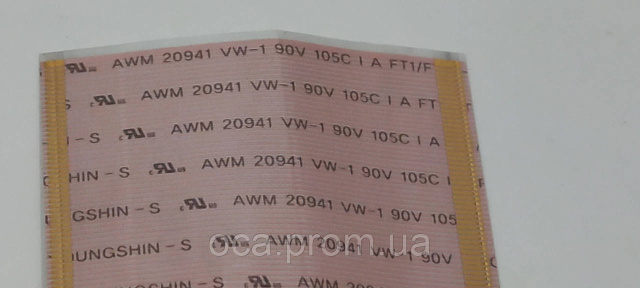 AWM 20941 VW-1 90V 105C I A FT1/F
S AWM 20941 VW-1 90V 105C I A FT
I - S AWM 20941 VW-1 90V 105C I A
HIN - S AWM 20941 VW-1 90V 105C I
GSHIN - S AWM 20941 VW-1 90V 105
UNGSHIN - S AWM 20941 VW-1 90V
NGSHIN - S AWM 209
oca.prom.ua